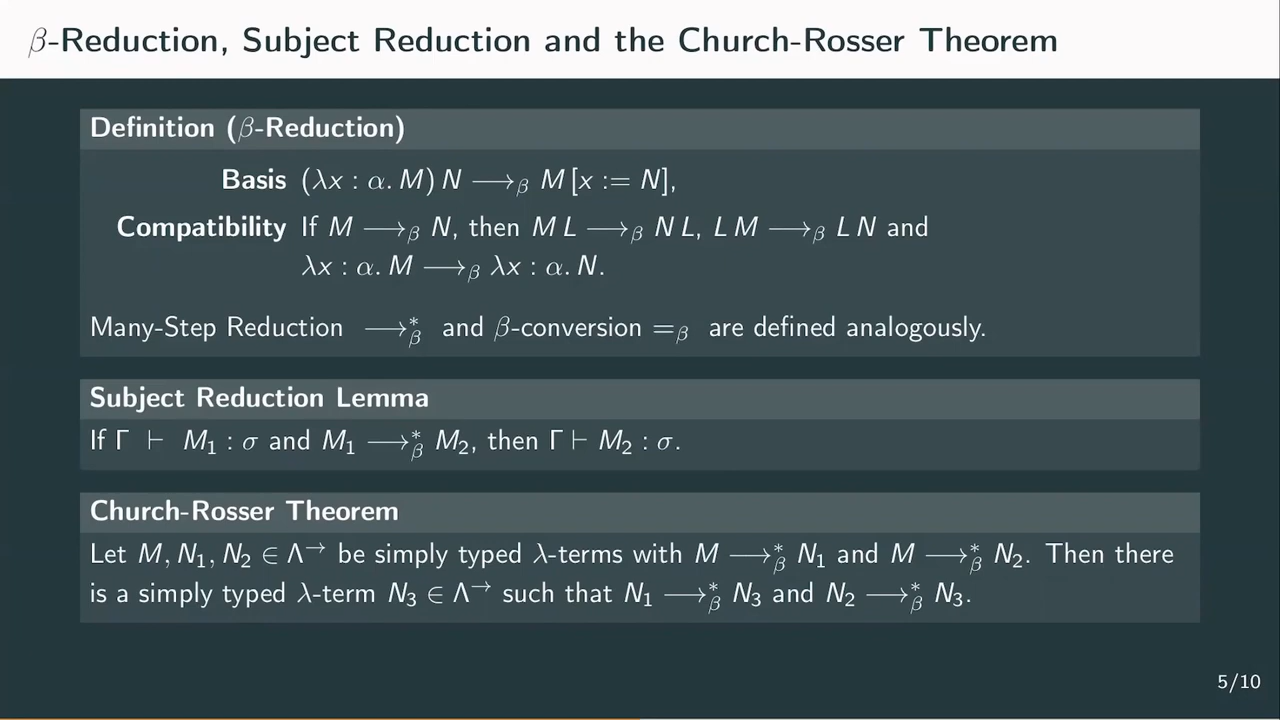 β-Reduction, Subject Reduction and the Church-Rosser Theorem
Definition (β-Reduction)
Basis (λx : α. M) N ⟶β M [x := N],
Compatibility If M ⟶β N, then M L ⟶β N L, L M ⟶β L N and
λx : α. M ⟶β λx : α. N.
Many-Step Reduction ⟶*β and β-conversion =β are defined analogously.
Subject Reduction Lemma
If Γ ⊢ M₁ : σ and M₁ ⟶*β M₂, then Γ ⊢ M₂ : σ.
Church-Rosser Theorem
Let M, N₁, N₂ ∈ Λ→ be simply typed λ-terms with M ⟶*β N₁ and M ⟶*β N₂. Then there
is a simply typed λ-term N₃ ∈ Λ→ such that N₁ ⟶*β N₃ and N₂ ⟶*β N₃.
5/10